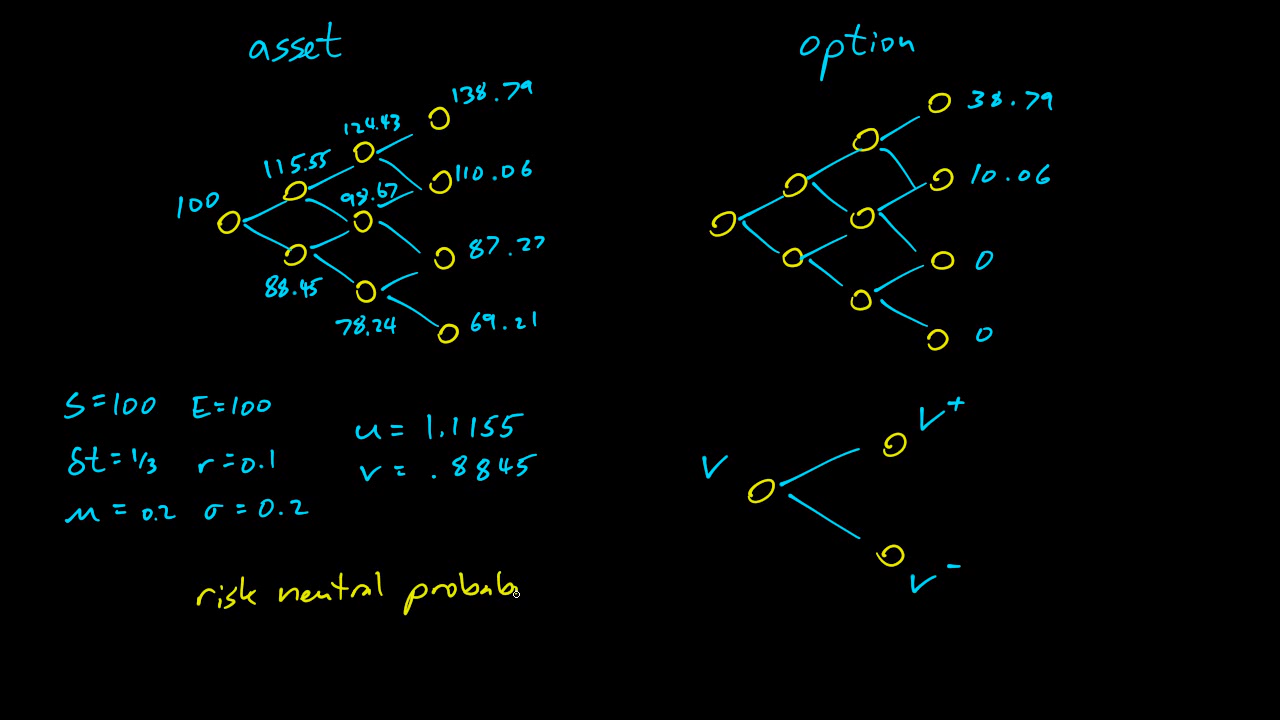 asset
option
138.79
38.79
124.43
115.55
110.06
10.06
98.67
100
87.27
0
88.45
78.24
69.21
0
S=100 E=100
u = 1.1155
δt=1/3 r=0.1
v = .8845
μ = 0.2 σ=0.2
V+
V
V-
risk neutral probab